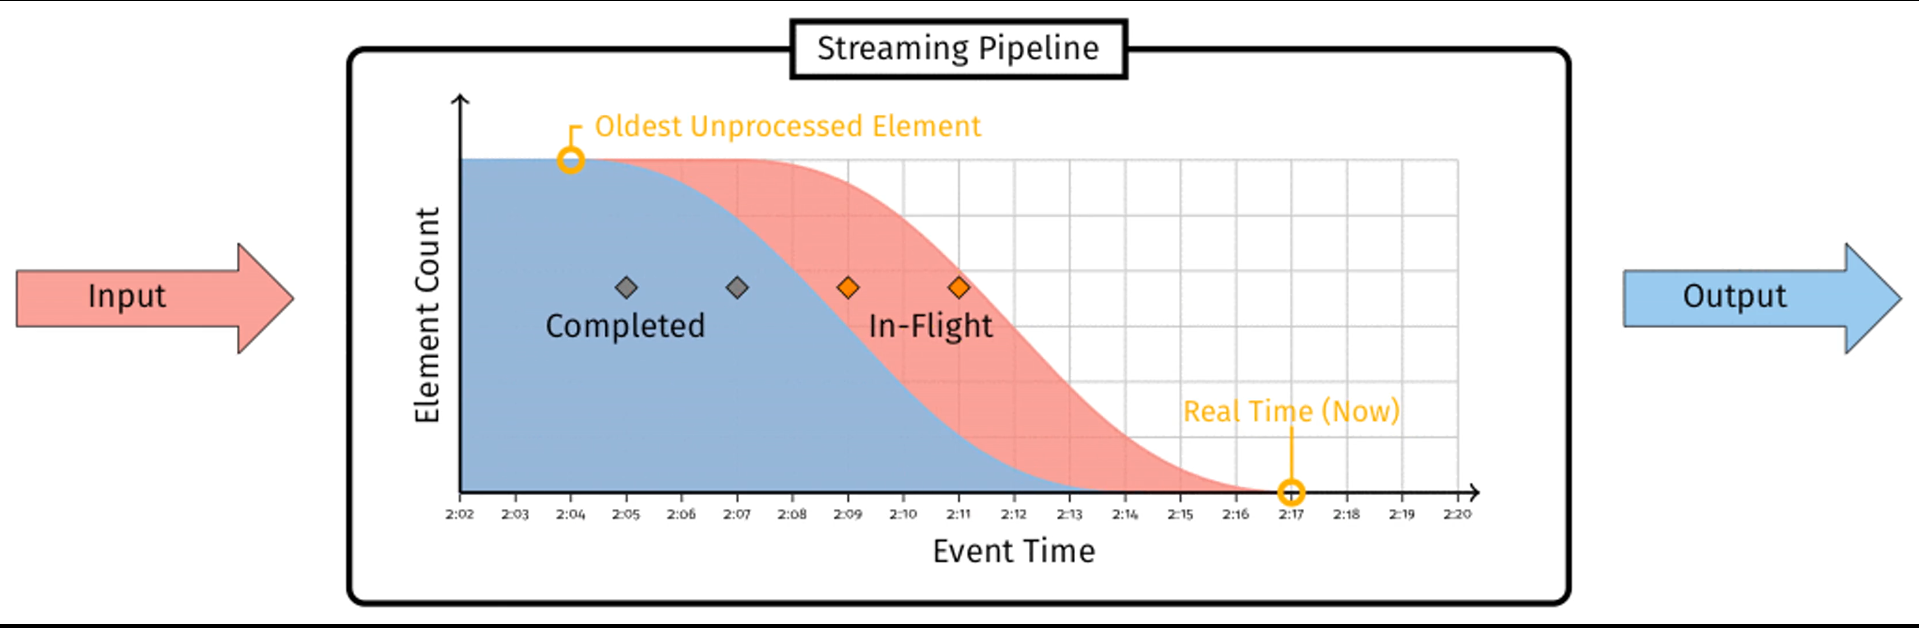 Streaming Pipeline
Oldest Unprocessed Element
Element Count
Input
Completed
In-Flight
Output
Real Time (Now)
2:02 2:03 2:04 2:05 2:06 2:07 2:08 2:09 2:10 2:11 2:12 2:13 2:14 2:15 2:16 2:17 2:18 2:19 2:20
Event Time